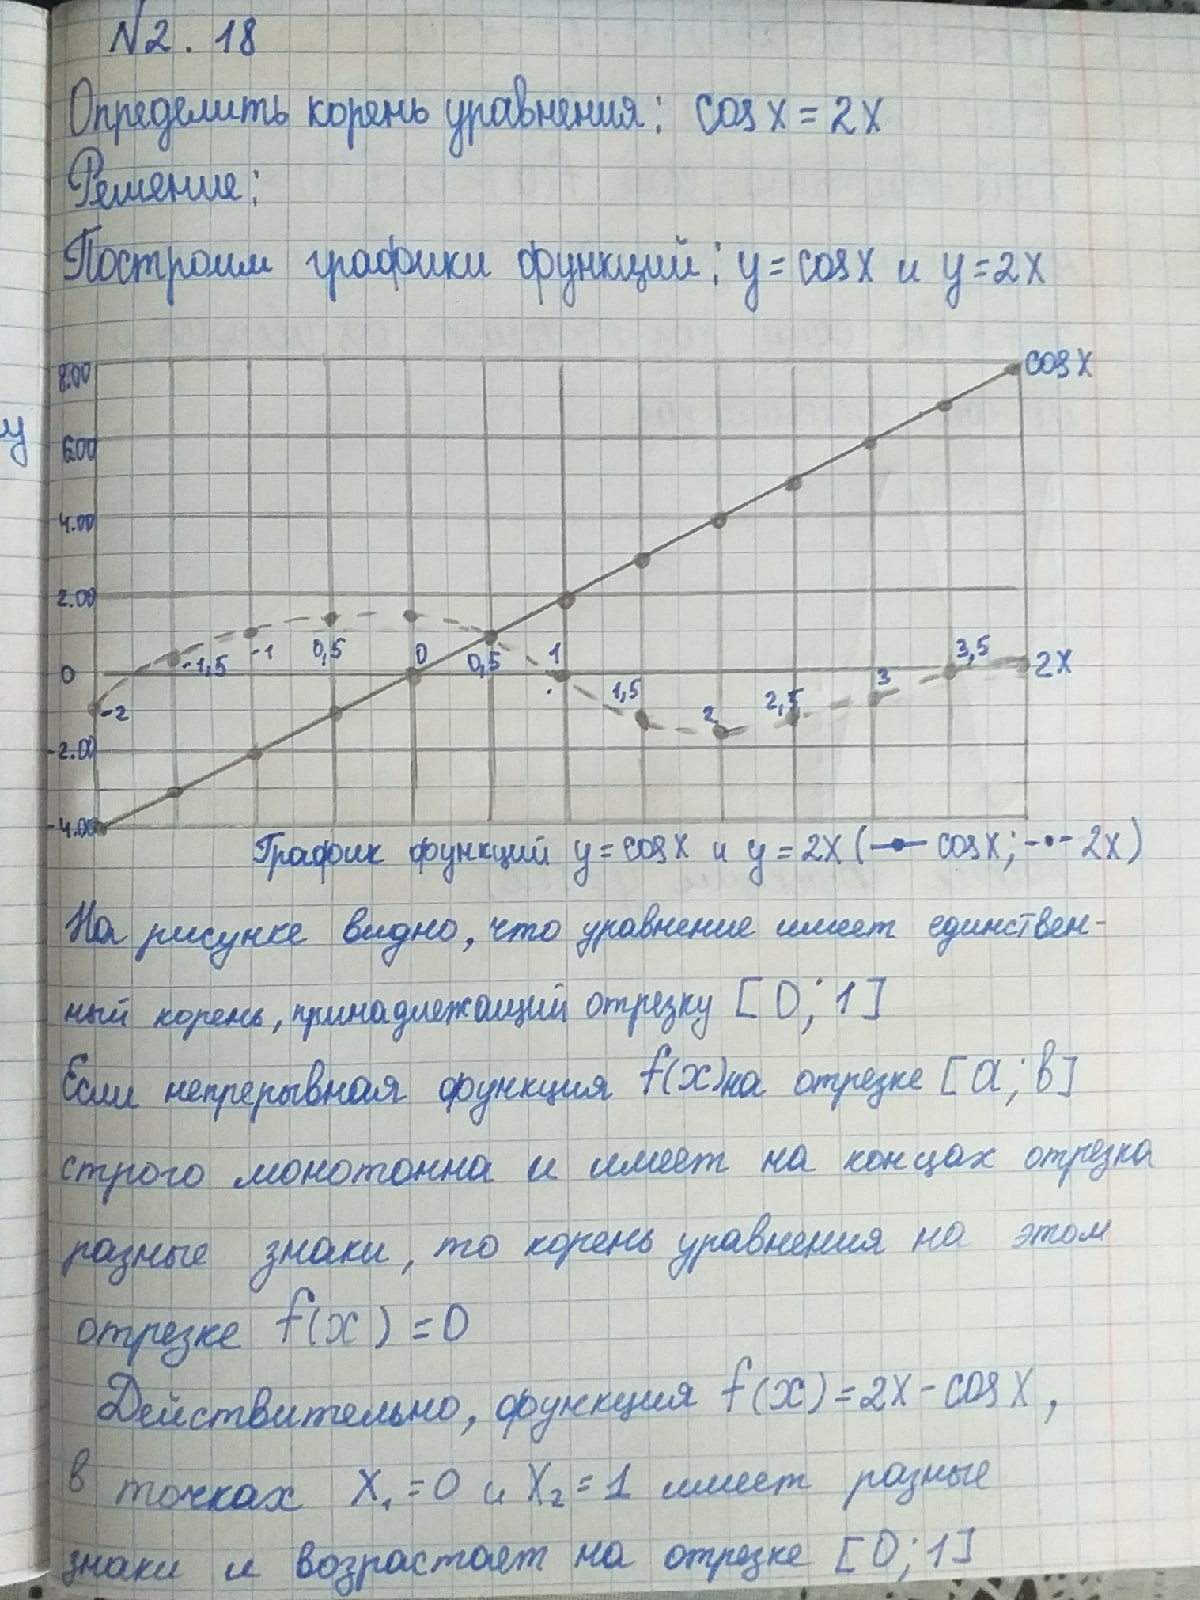 N2.18
Определить корень уравнения: cos x = 2x
Решение:
Построим графики функций: y = cos x и y = 2x
8.00
cos x
у
6.00
4.00
2.00
-1,5 -1 0,5 0 0,5 1 3,5
0
2x
-2 1,5 2 2,5 3
-2.00
-4.00
График функций y = cos x и y = 2x (—•— cos x; -•- 2x)
На рисунке видно, что уравнение имеет единствен-
ный корень, принадлежащий отрезку [0; 1]
Если непрерывная функция f(x) на отрезке [a; b]
строго монотонна и имеет на концах отрезка
разные знаки, то корень уравнения на этом
отрезке f(x) = 0
Действительно, функция f(x) = 2x - cos x,
в точках x₁ = 0 и x₂ = 1 имеет разные
знаки и возрастает на отрезке [0; 1]